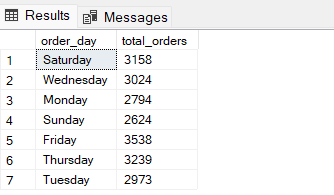 Results Messages
order_day total_orders
1 Saturday 3158
2 Wednesday 3024
3 Monday 2794
4 Sunday 2624
5 Friday 3538
6 Thursday 3239
7 Tuesday 2973